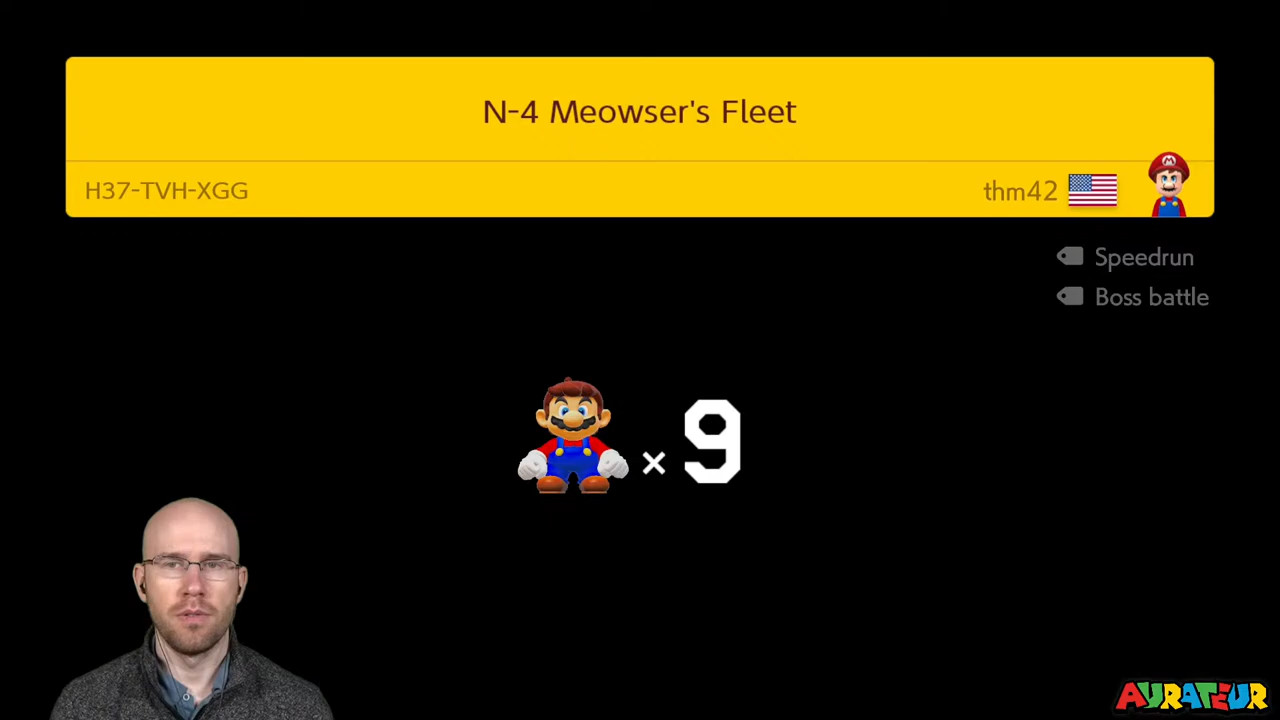 N-4 Meowser's Fleet
H37-TVH-XGG
thm42
Speedrun
Boss battle
M
× 9
AURATEUR